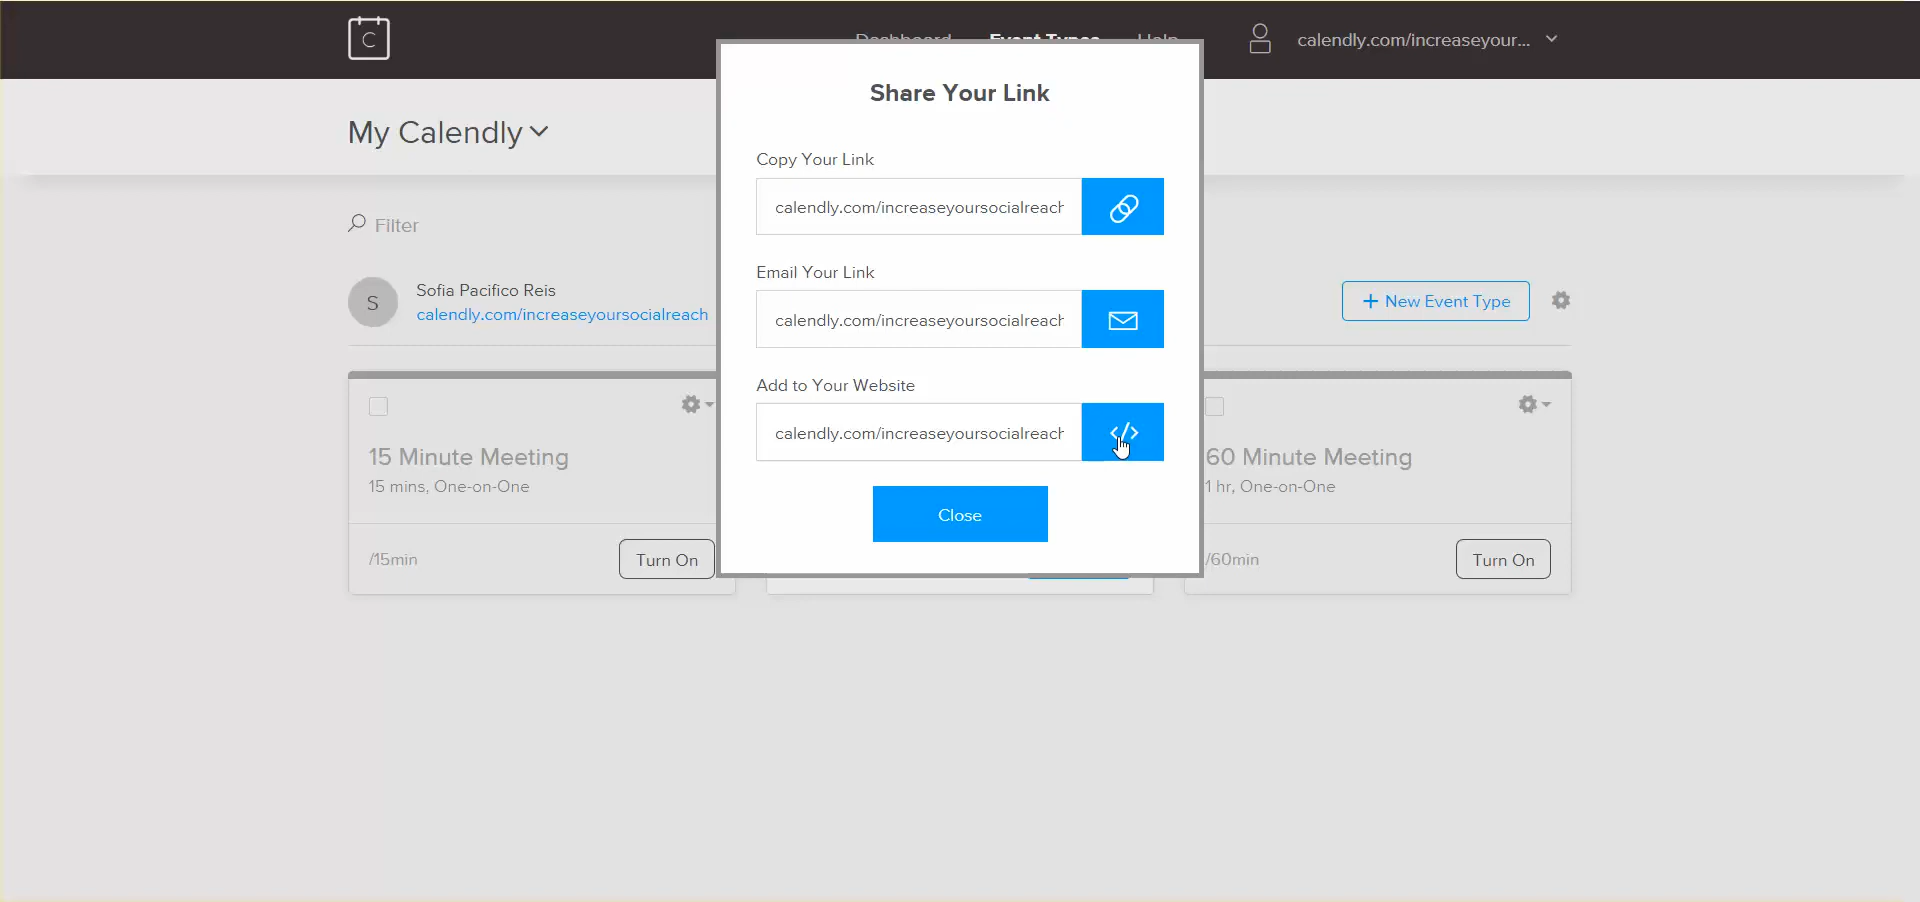 C
Dashboard Event Types Help
calendly.com/increaseyour...
My Calendly
Filter
S
Sofia Pacifico Reis
calendly.com/increaseyoursocialreach
+ New Event Type
15 Minute Meeting
15 mins, One-on-One
/15min
Turn On
Share Your Link
Copy Your Link
calendly.com/increaseyoursocialreach
Email Your Link
calendly.com/increaseyoursocialreach
Add to Your Website
calendly.com/increaseyoursocialreach
</>
Close
60 Minute Meeting
1 hr, One-on-One
/60min
Turn On